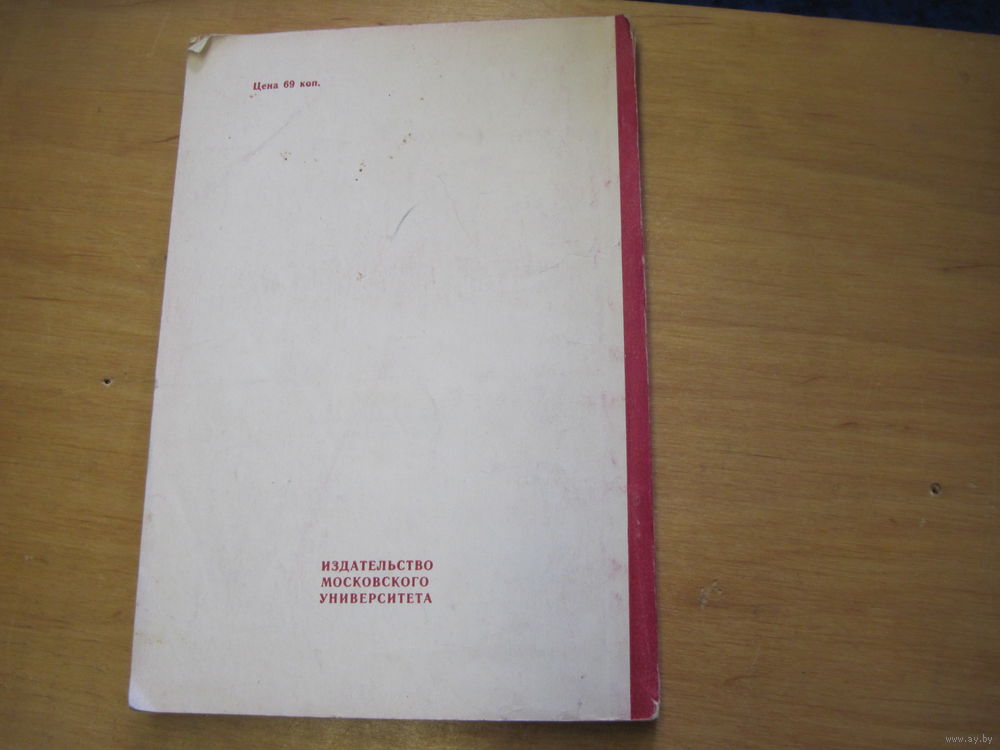 Цена 69 коп.
ИЗДАТЕЛЬСТВО
МОСКОВСКОГО
УНИВЕРСИТЕТА
www.ay.by